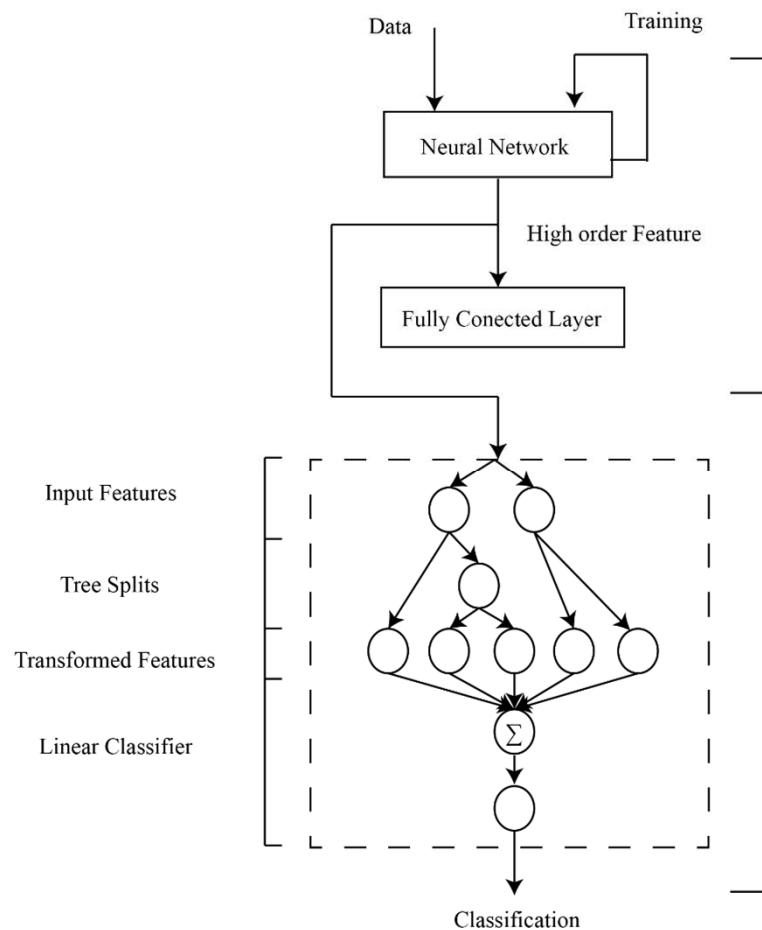 Data
Training
Neural Network
High order Feature
Fully Conected Layer
Input Features
Tree Splits
Transformed Features
Linear Classifier
Σ
Classification